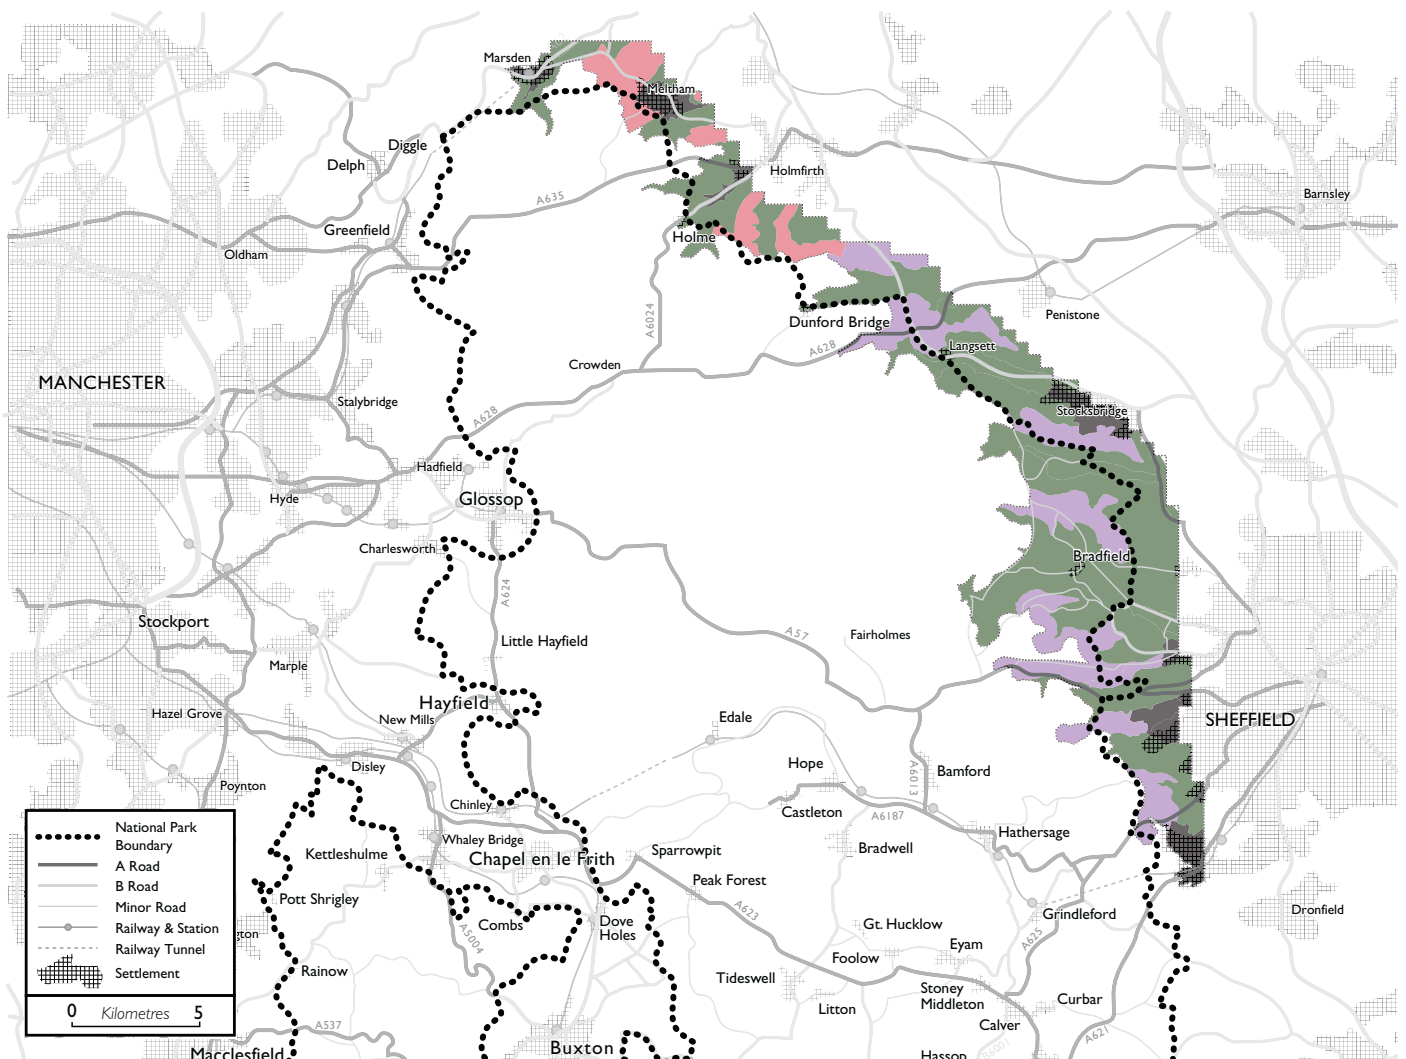 Marsden
Meltham
Diggle
Delph
Holmfirth
Barnsley
A635
Greenfield
Holme
Oldham
Penistone
A6024
Dunford Bridge
A628
Langsett
Crowden
MANCHESTER
Stalybridge
Stocksbridge
A628
Hadfield
Hyde
Glossop
Charlesworth
Bradfield
A624
Stockport
A57
Fairholmes
Little Hayfield
Marple
Hayfield
Hazel Grove
New Mills
Edale
SHEFFIELD
Disley
Hope
Bamford
A6013
Poynton
Chinley
Castleton
A6187
Hathersage
National Park
Boundary
Whaley Bridge
Bradwell
Kettleshulme
Chapel en le Frith
Sparrowpit
A Road
Peak Forest
B Road
Pott Shrigley
A623
Grindleford
Dronfield
Minor Road
Combs
Dove
Holes
Gt. Hucklow
A625
Railway & Station
gton
A5004
Eyam
Railway Tunnel
Foolow
Settlement
Rainow
Tideswell
Stoney
Middleton
Curbar
Litton
0 Kilometres 5
Calver
A537
A621
B6001
Macclesfield
Buxton
Hassop